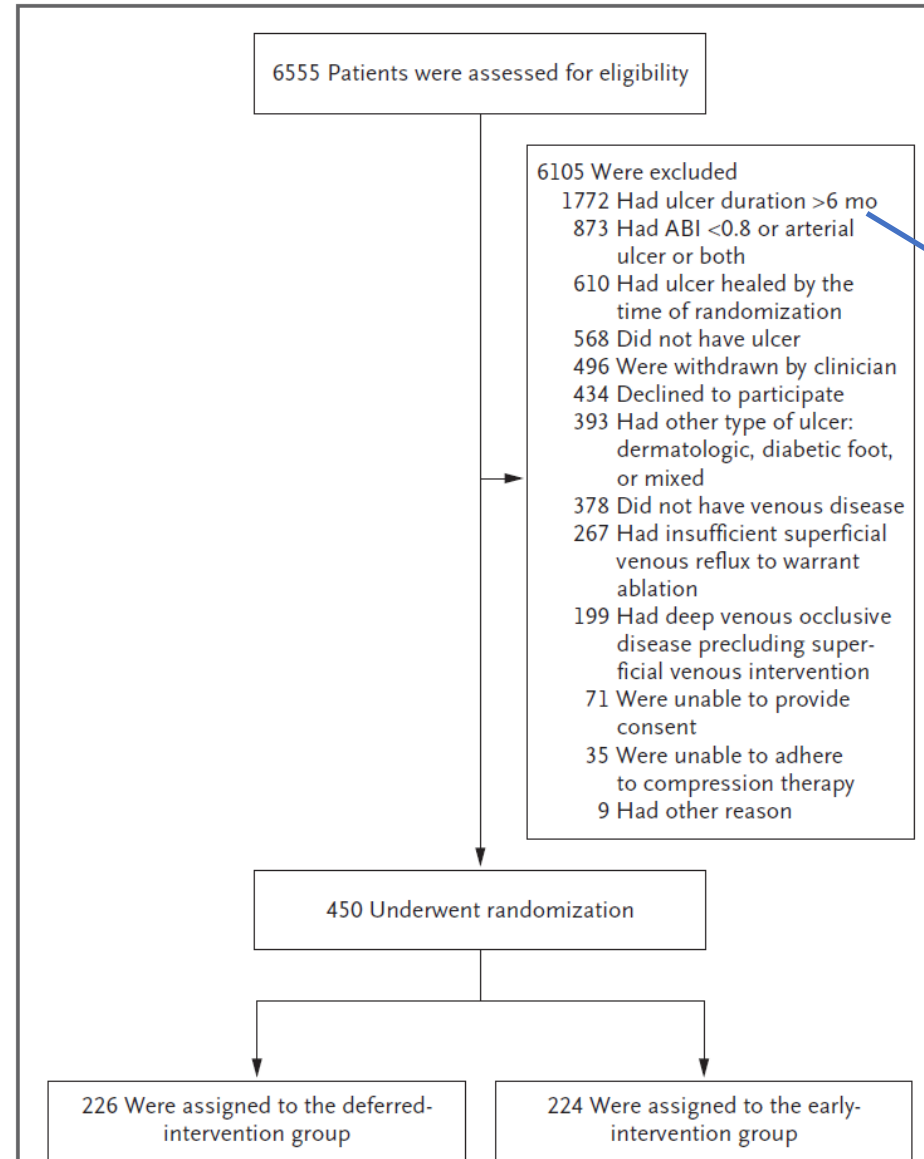 6555 Patients were assessed for eligibility
6105 Were excluded
1772 Had ulcer duration >6 mo
873 Had ABI <0.8 or arterial
ulcer or both
610 Had ulcer healed by the
time of randomization
568 Did not have ulcer
496 Were withdrawn by clinician
434 Declined to participate
393 Had other type of ulcer:
dermatologic, diabetic foot,
or mixed
378 Did not have venous disease
267 Had insufficient superficial
venous reflux to warrant
ablation
199 Had deep venous occlusive
disease precluding super-
ficial venous intervention
71 Were unable to provide
consent
35 Were unable to adhere
to compression therapy
9 Had other reason
450 Underwent randomization
226 Were assigned to the deferred-
intervention group
224 Were assigned to the early-
intervention group